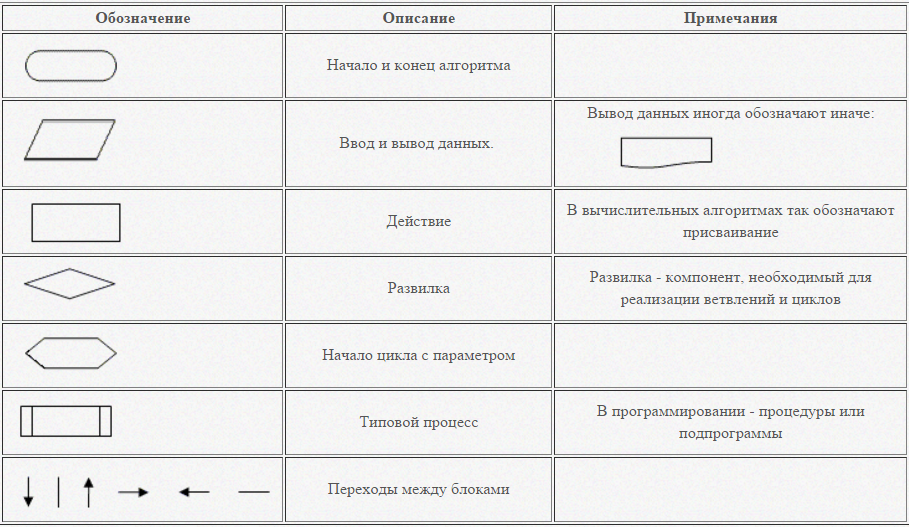 Обозначение Описание Примечания
Начало и конец алгоритма
Ввод и вывод данных.
Вывод данных иногда обозначают иначе:
Действие
В вычислительных алгоритмах так обозначают
присваивание
Развилка
Развилка - компонент, необходимый для
реализации ветвлений и циклов
Начало цикла с параметром
Типовой процесс
В программировании - процедуры или
подпрограммы
Переходы между блоками